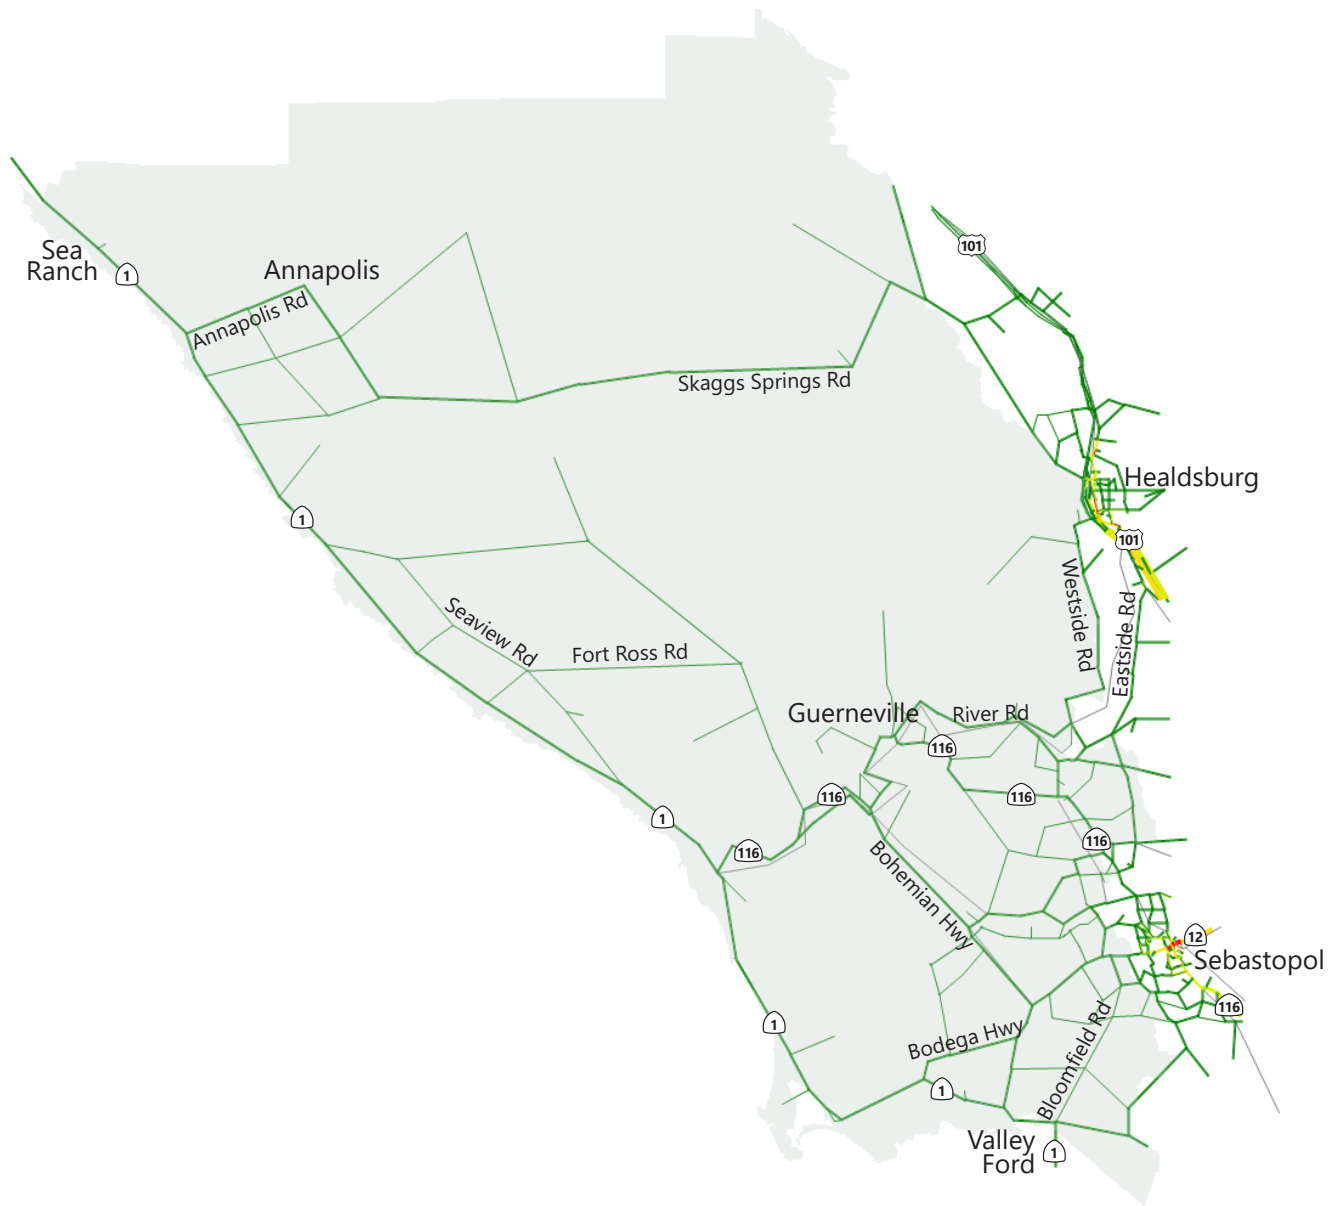 101
Sea
Ranch
1
Annapolis
Annapolis Rd
Skaggs Springs Rd
Healdsburg
1
101
Westside Rd
Eastside Rd
Seaview Rd
Fort Ross Rd
Guerneville
River Rd
116
116
116
1
116
116
Bohemian Hwy
12
Sebastopol
116
1
Bodega Hwy
Bloomfield Rd
1
Valley
Ford
1